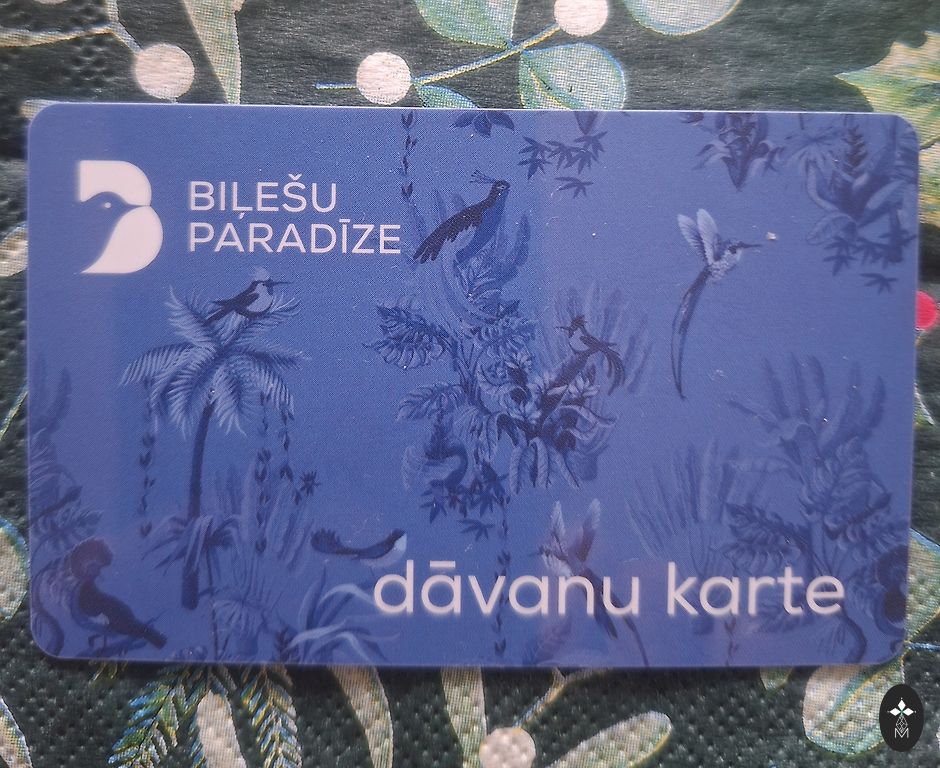 BIĻEŠU
PARADĪZE
dāvanu karte